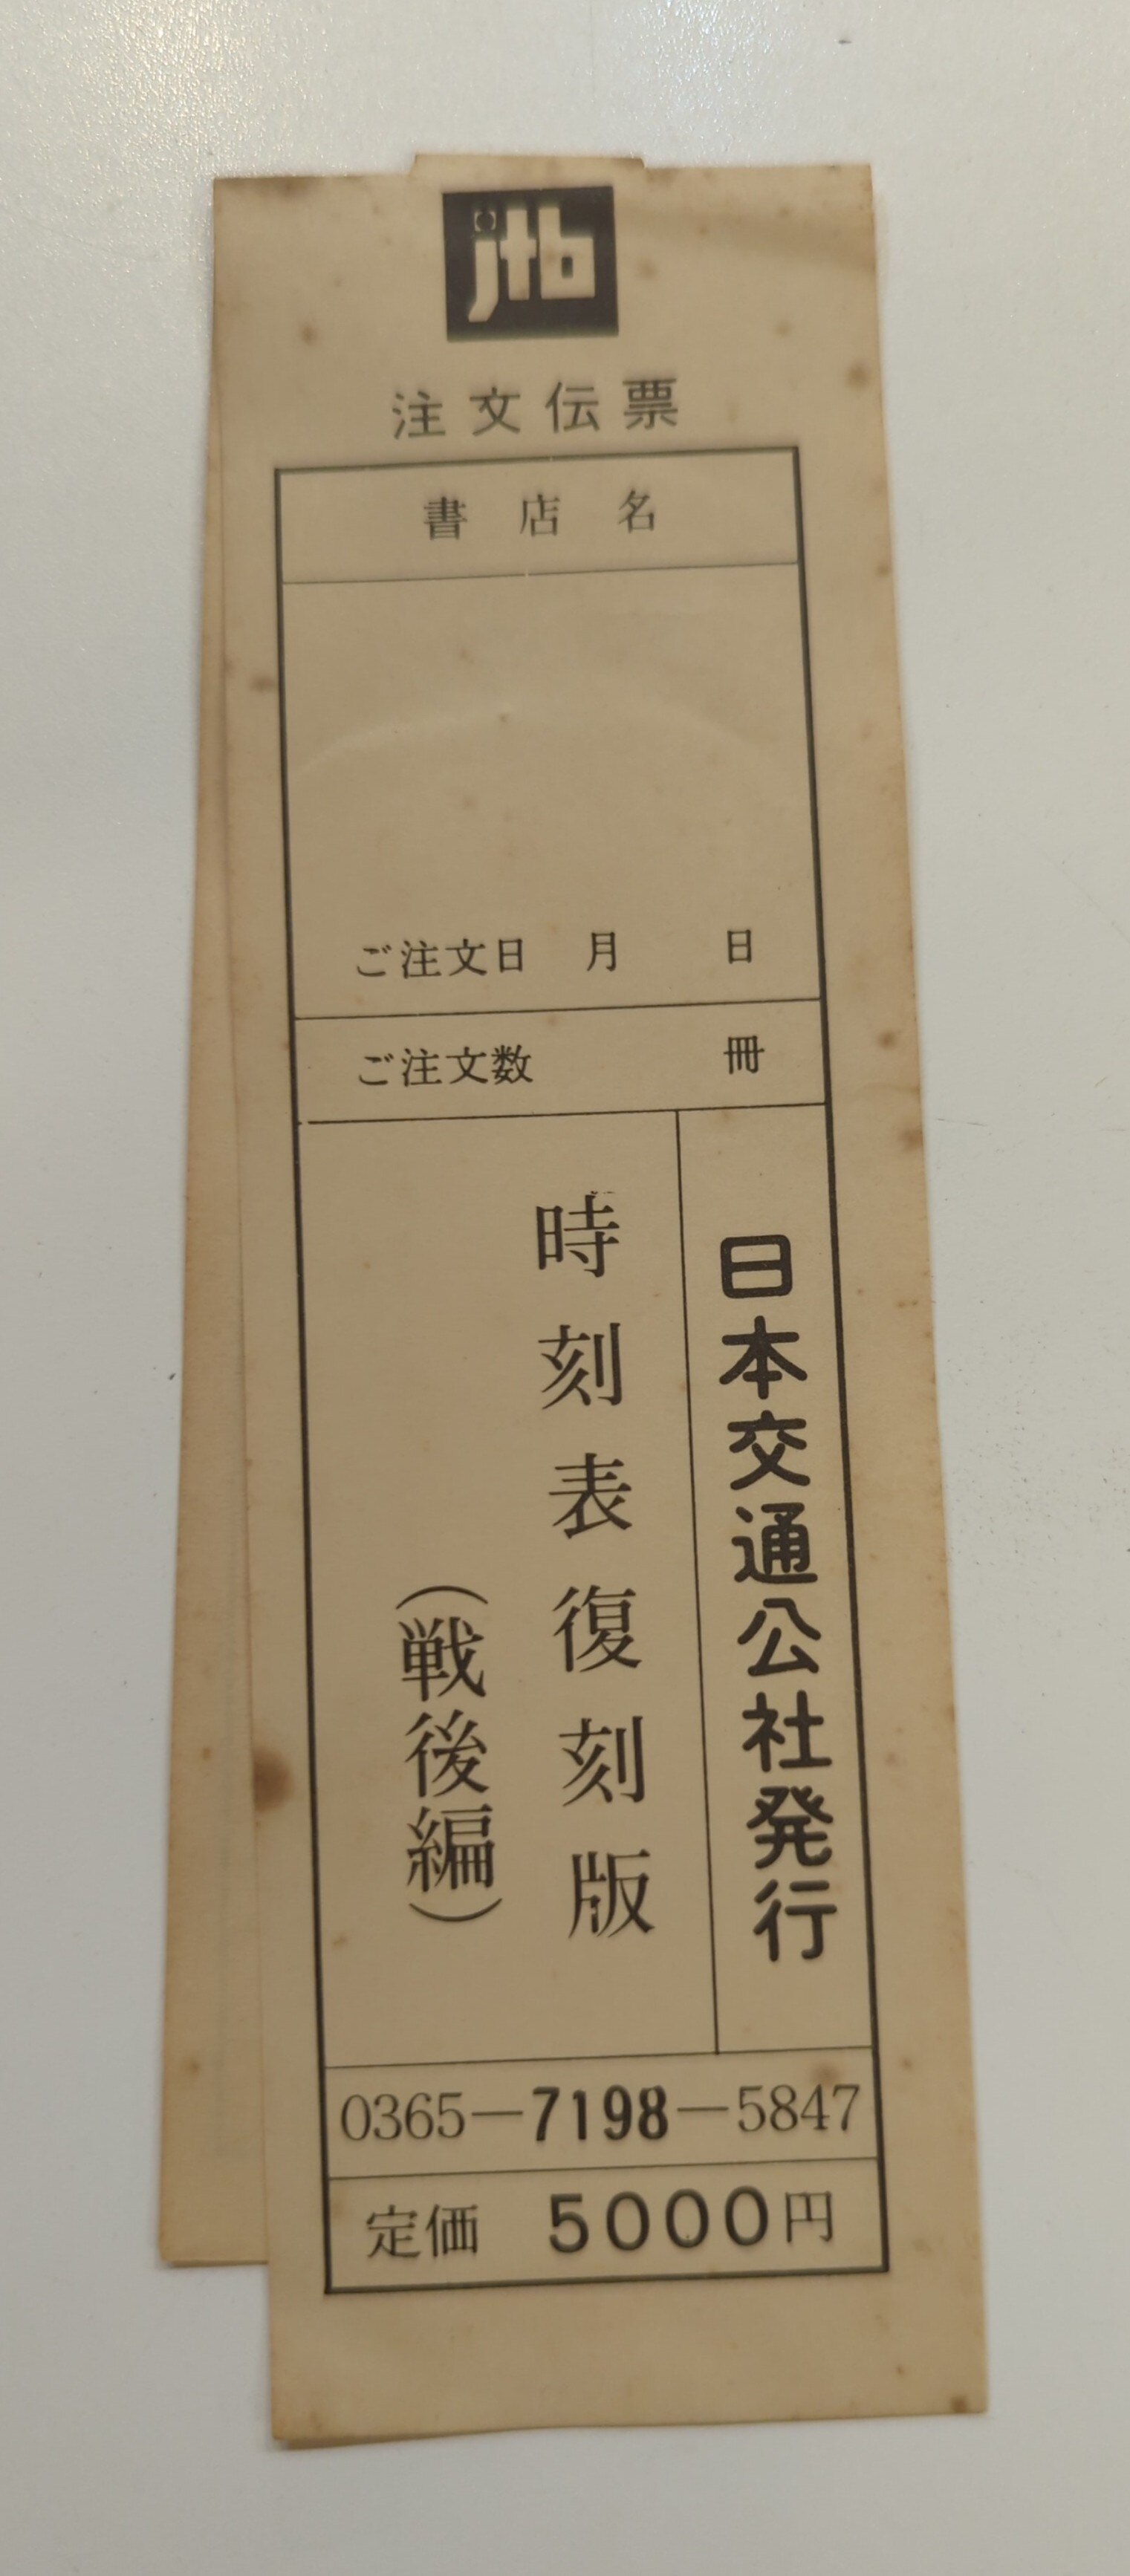 jtb
注文伝票
書店名
ご注文日 月 日
ご注文数 冊
日本交通公社発行
時刻表復刻版
（戦後編）
0365—7198—5847
定価 5000円